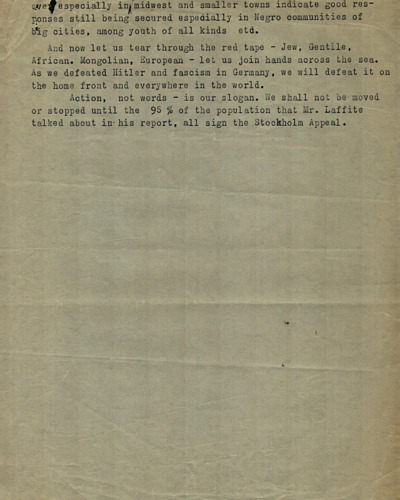 especially in midwest and smaller towns indicate good res-
ponses still being secured espedially in Negro communities of
big cities, among youth of all kinds etd.
And now let us tear through the red tape - Jew, Gentile,
African. Mongolian, European - let us join hands across the sea.
As we defeated Hitler and fascism in Germany, we will defeat it on
the home front and everywhere in the world.
Action, not words - is our slogan. We shall not be moved
or stopped until the 95 % of the population that Mr. Laffite
talked about in his report, all sign the Stockholm Appeal.